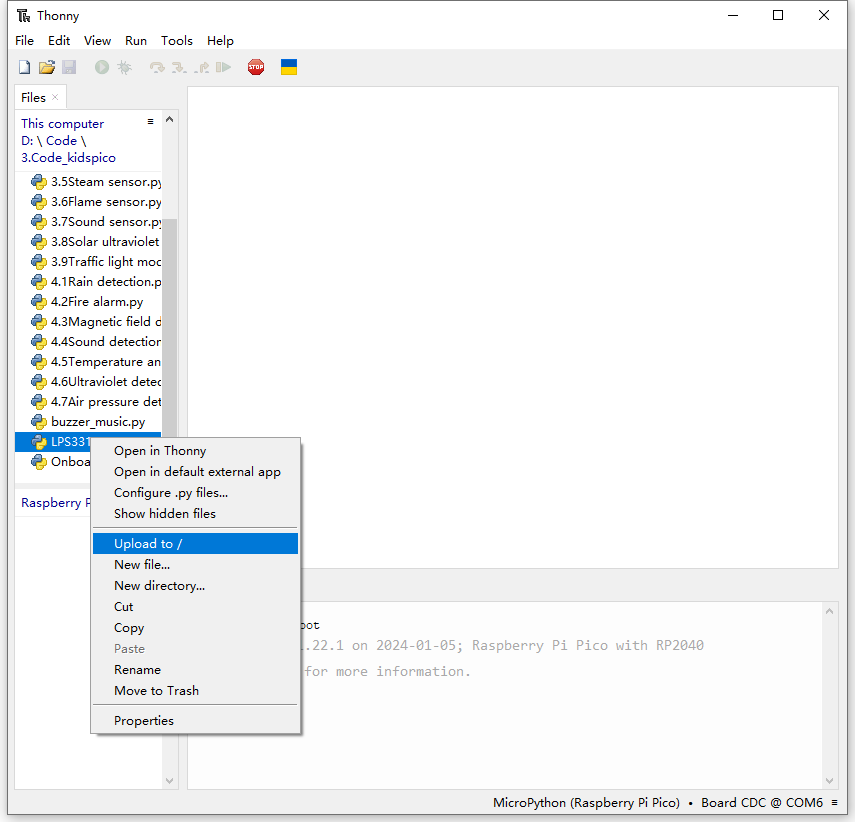 Thonny
File Edit View Run Tools Help
STOP
Files
This computer
D: \ Code \
3.Code_kidspico
3.5Steam sensor.py
3.6Flame sensor.py
3.7Sound sensor.py
3.8Solar ultraviolet
3.9Traffic light
4.1Rain detection.p
4.2Fire alarm.py
4.3Magnetic field
4.4Sound detection
4.5Temperature an
4.6Ultraviolet detec
4.7Air pressure det
buzzer_music.py
LPS331
Onboa
Raspberry P
Open in Thonny
Open in default external app
Configure .py files...
Show hidden files
Upload to /
New file...
New directory...
Cut
Copy
Paste
Rename
Move to Trash
Properties
oot
.22.1 on 2024-01-05; Raspberry Pi Pico with RP2040
for more information.
MicroPython (Raspberry Pi Pico) • Board CDC @ COM6 ≡